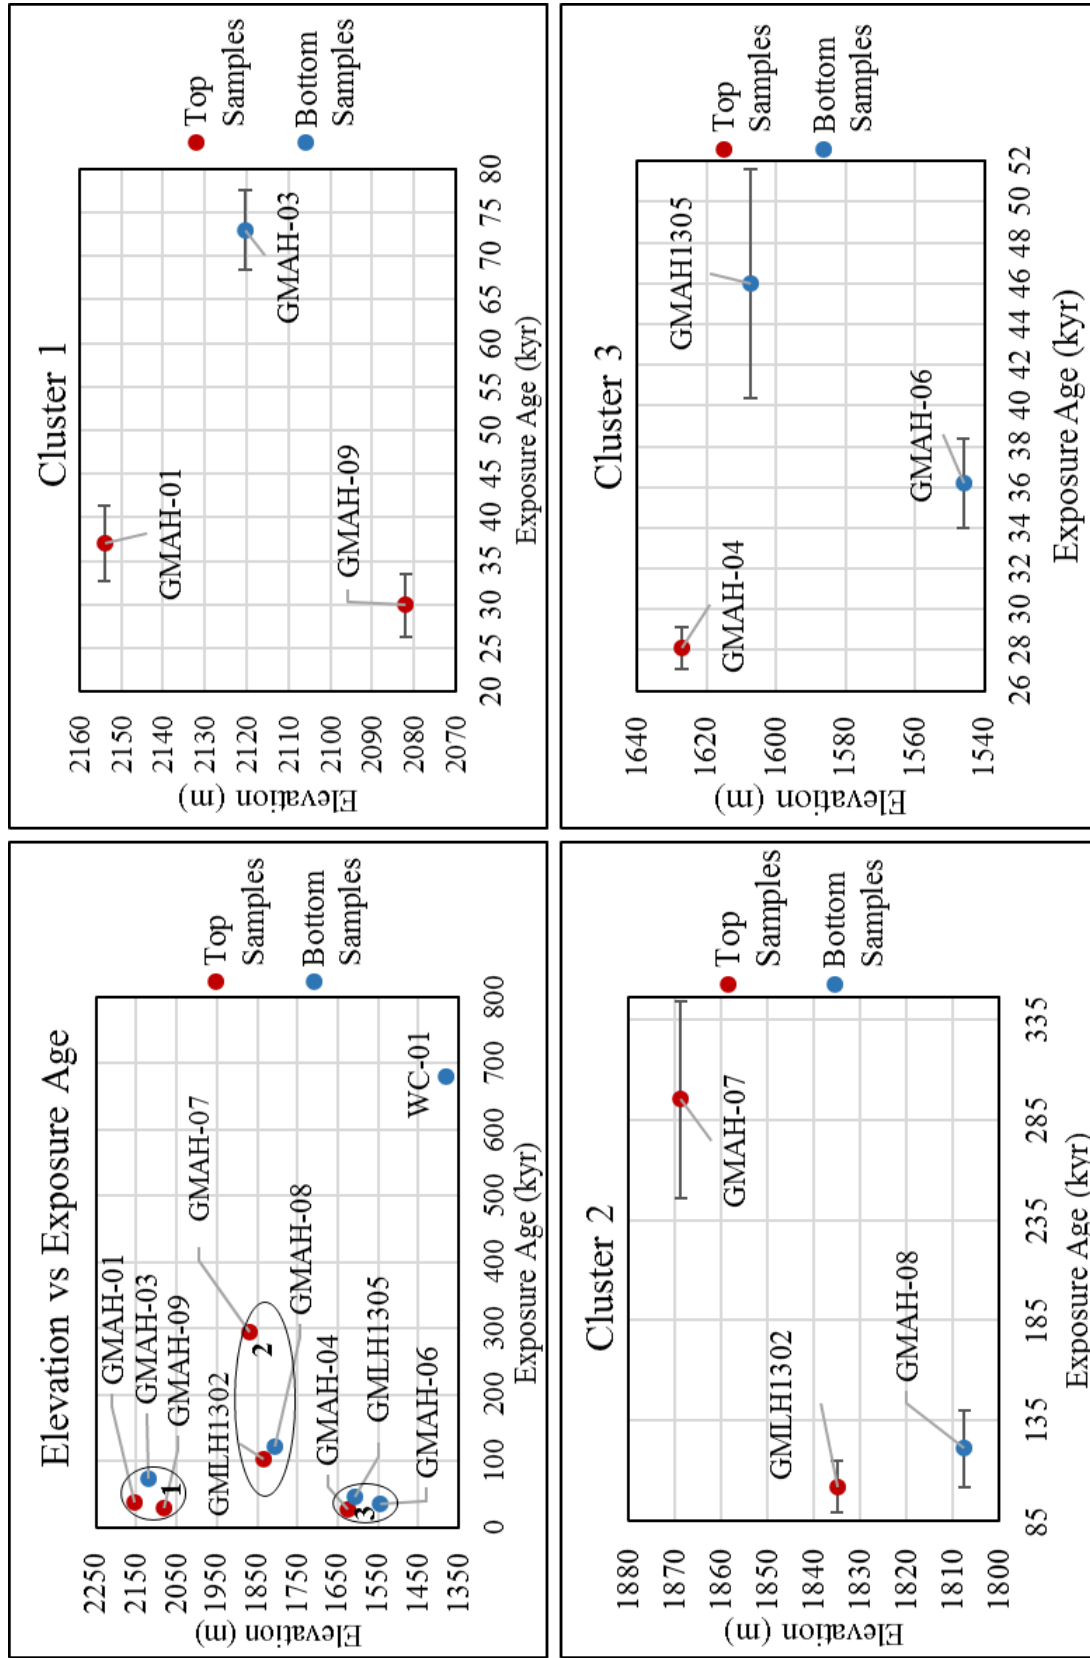 Elevation vs Exposure Age
Elevation (m)
2250
2150
2050
1950
1850
1750
1650
1550
1450
1350
GMAH-01
GMAH-03
GMAH-09
1
GMLH1302
GMAH-07
2
GMAH-08
GMAH-04
GMLH1305
3
GMAH-06
WC-01
0 100 200 300 400 500 600 700 800
Exposure Age (kyr)
Top
Samples
Bottom
Samples
Cluster 1
Elevation (m)
2160
2150
2140
2130
2120
2110
2100
2090
2080
2070
GMAH-01
GMAH-03
GMAH-09
20 25 30 35 40 45 50 55 60 65 70 75 80
Exposure Age (kyr)
Top
Samples
Bottom
Samples
Cluster 2
Elevation (m)
1880
1870
1860
1850
1840
1830
1820
1810
1800
GMAH-07
GMLH1302
GMAH-08
85 135 185 235 285 335
Exposure Age (kyr)
Top
Samples
Bottom
Samples
Cluster 3
Elevation (m)
1640
1620
1600
1580
1560
1540
GMAH-04
GMAH1305
GMAH-06
26 28 30 32 34 36 38 40 42 44 46 48 50 52
Exposure Age (kyr)
Top
Samples
Bottom
Samples